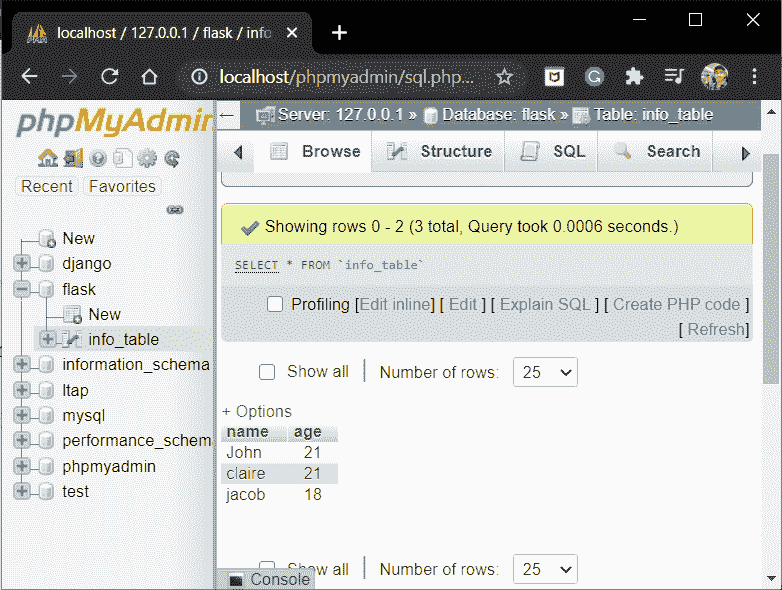 localhost / 127.0.0.1 / flask / info
localhost/phpmyadmin/sql.php...
phpMyAdmin
Recent Favorites
New
django
flask
New
info_table
information_schema
ltap
mysql
performance_schema
phpmyadmin
test
Server: 127.0.0.1 » Database: flask » Table: info_table
Browse Structure SQL Search
Showing rows 0 - 2 (3 total, Query took 0.0006 seconds.)
SELECT * FROM `info_table`
Profiling [Edit inline] [ Edit ] [ Explain SQL ] [ Create PHP code ]
[ Refresh]
Show all Number of rows: 25
+ Options
name age
John 21
claire 21
jacob 18
Show all Number of rows: 25
Console